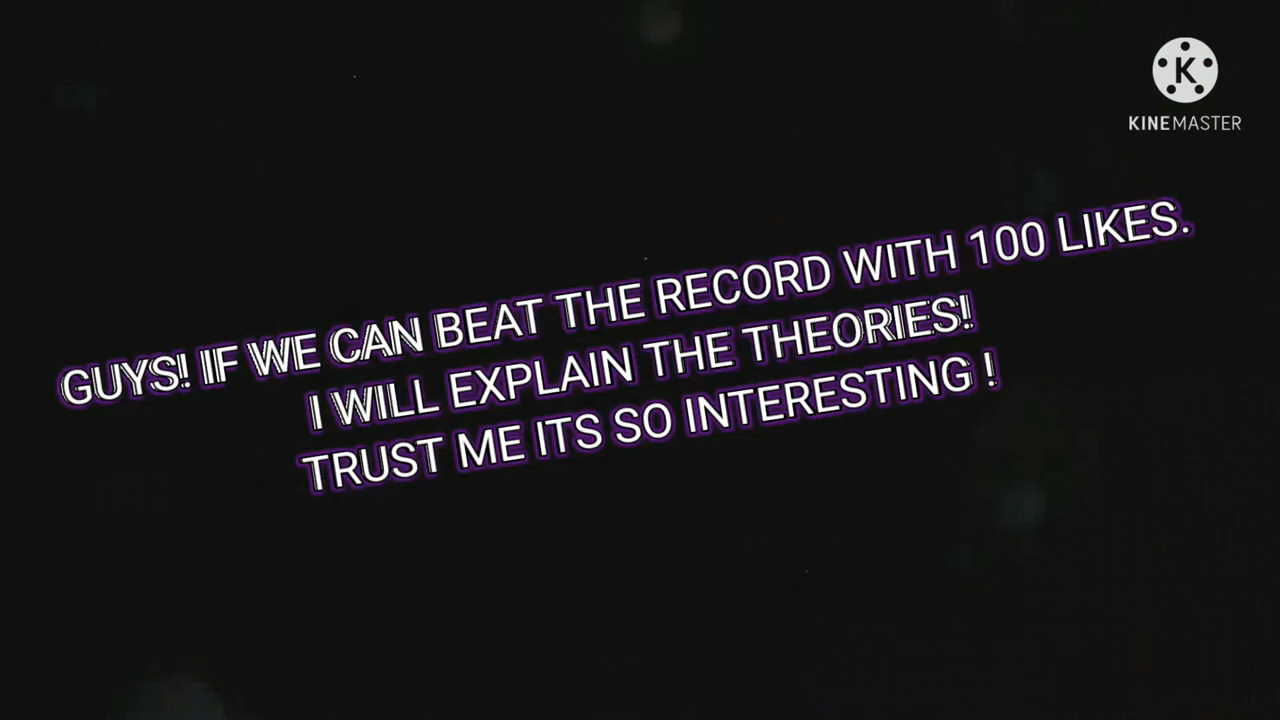 K
KINEMASTER
GUYS! IF WE CAN BEAT THE RECORD WITH 100 LIKES.
I WILL EXPLAIN THE THEORIES!
TRUST ME ITS SO INTERESTING !